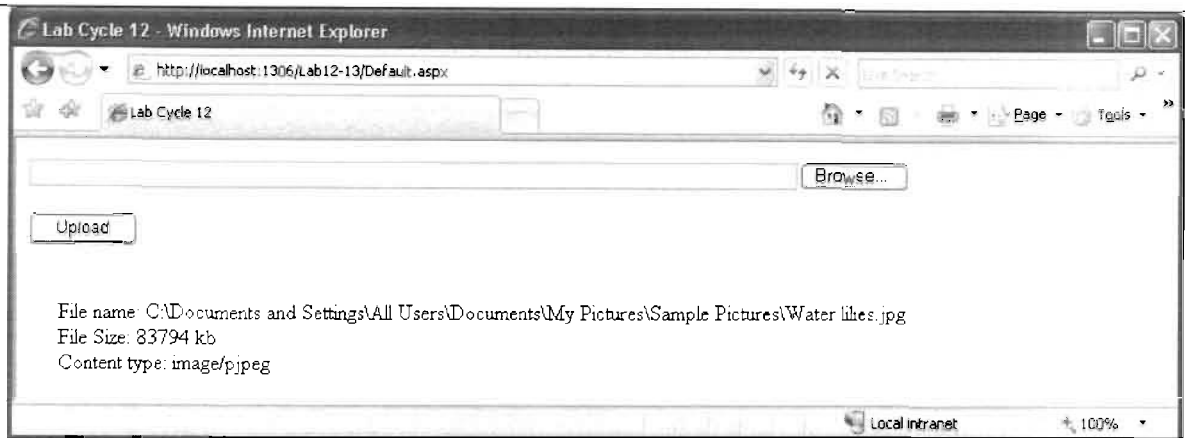 Lab Cycle 12 - Windows Internet Explorer
http://localhost:1306/Lab12-13/Default.aspx
Live Search
Lab Cycle 12
Page
Tools
Browse...
Upload
File name: C:\Documents and Settings\All Users\Documents\My Pictures\Sample Pictures\Water lilies.jpg
File Size: 83794 kb
Content type: image/pjpeg
Local intranet
100%